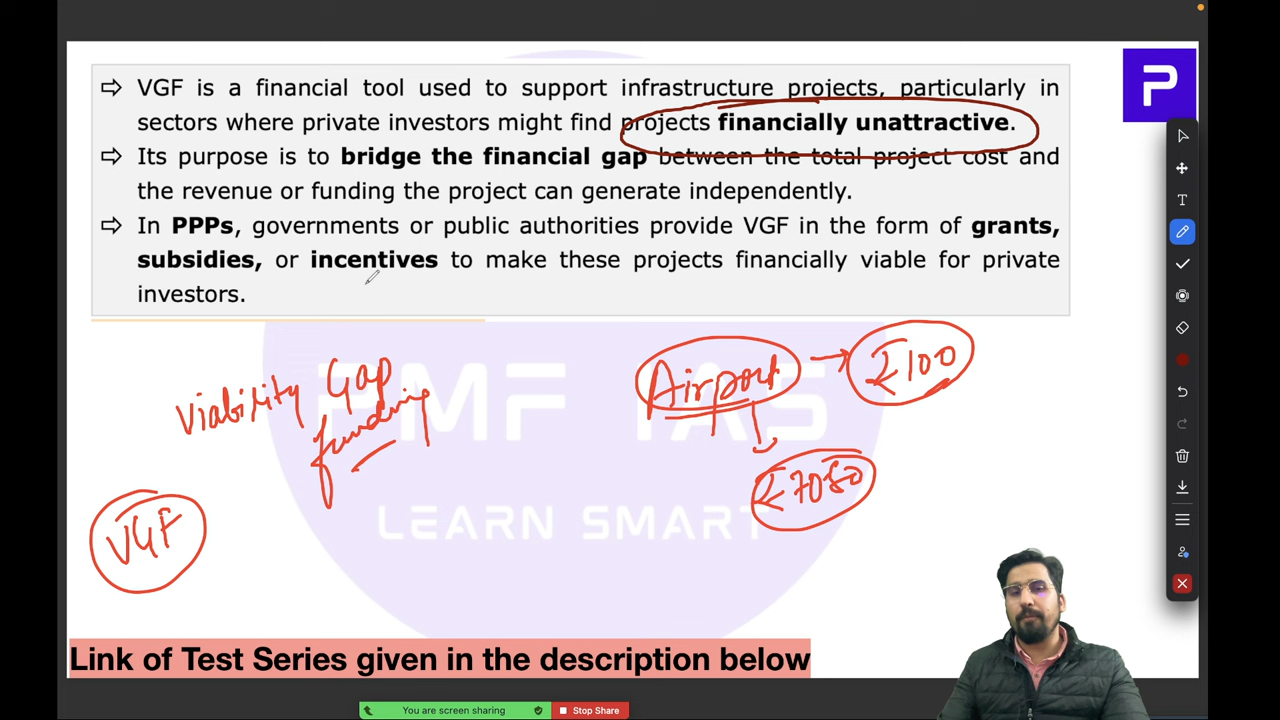 ⇨ VGF is a financial tool used to support infrastructure projects, particularly in
sectors where private investors might find projects financially unattractive.
⇨ Its purpose is to bridge the financial gap between the total project cost and
the revenue or funding the project can generate independently.
⇨ In PPPs, governments or public authorities provide VGF in the form of grants,
subsidies, or incentives to make these projects financially viable for private
investors.
P
T
Viability Gap
funding
Airport → ₹100
VGF
PMF IAS
LEARN SMART
Link of Test Series given in the description below
You are screen sharing
Stop Share